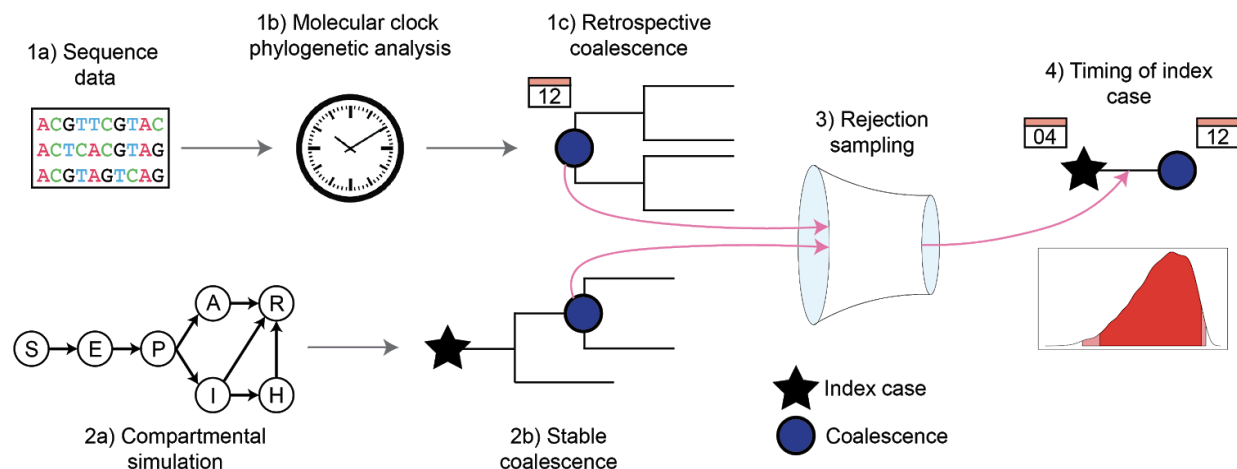 1a) Sequence
data
ACGTTCGTAC
ACTCACGTAG
ACGTAGTCAG
1b) Molecular clock
phylogenetic analysis
1c) Retrospective
coalescence
12
3) Rejection
sampling
4) Timing of index
case
04
12
S
E
P
A
R
I
H
2a) Compartmental
simulation
2b) Stable
coalescence
Index case
Coalescence